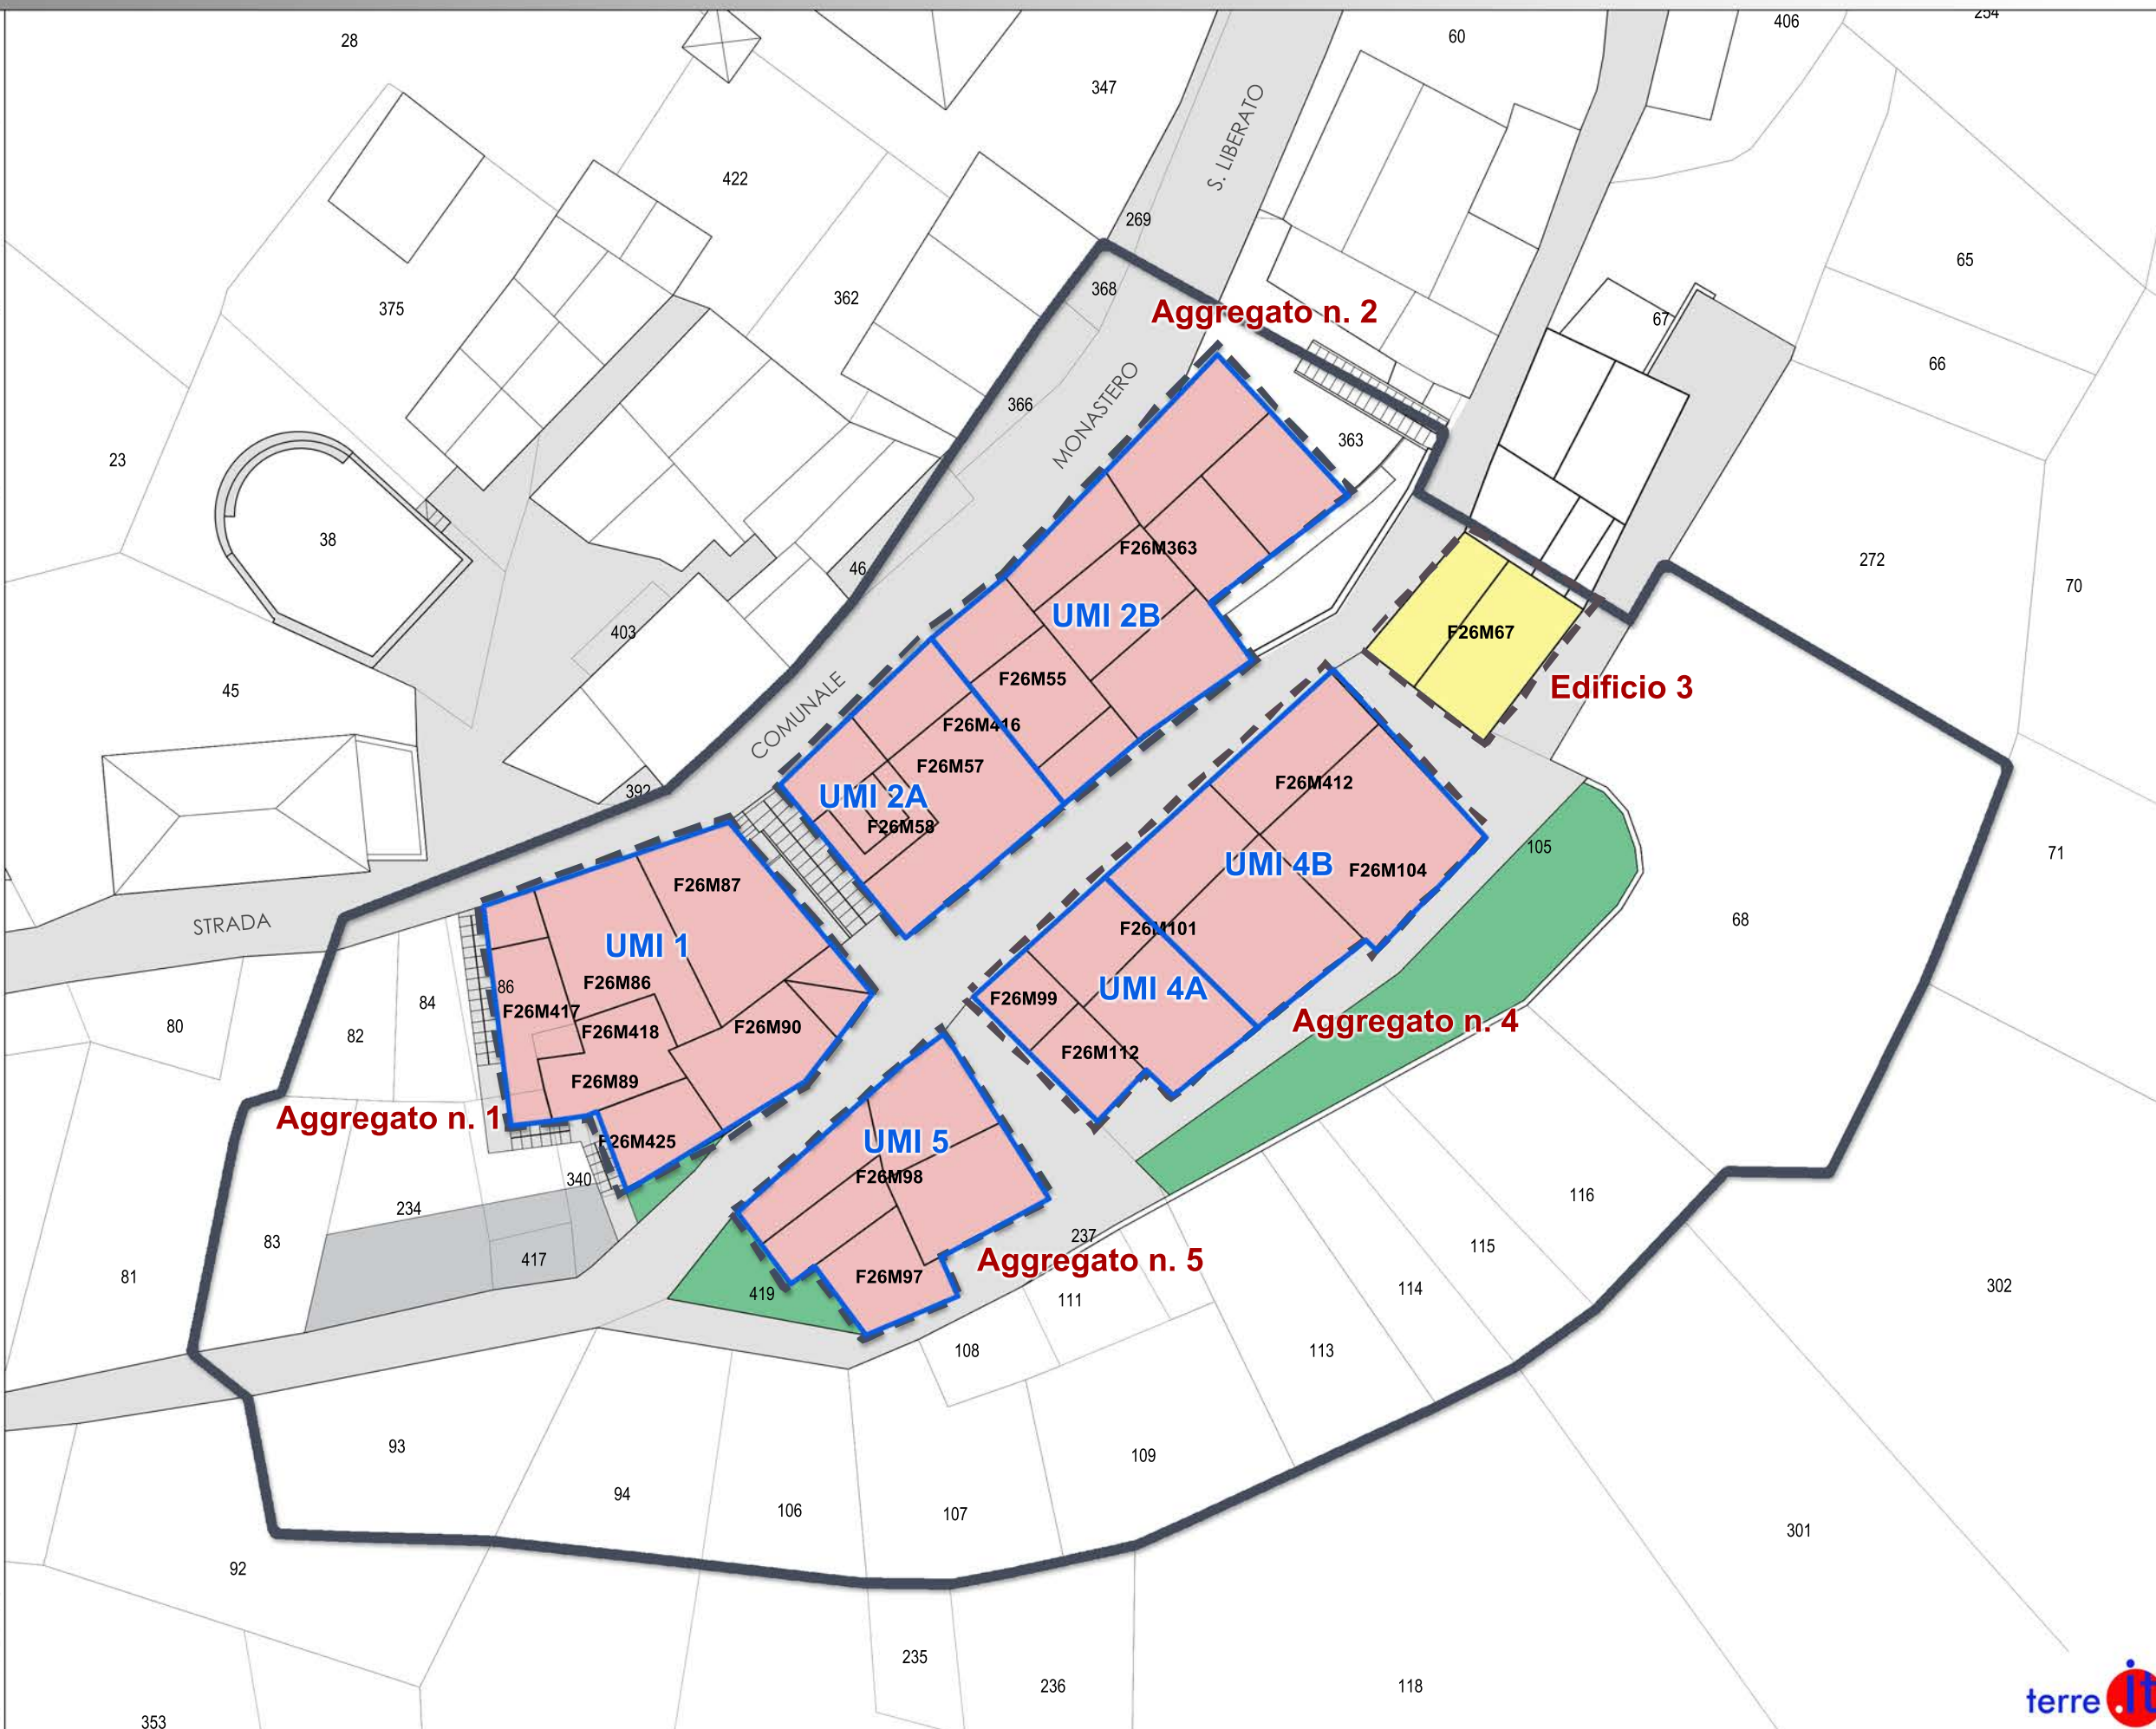 254
406
28
60
347
S. LIBERATO
422
269
65
368
362
375
Aggregato n. 2
67
66
366
MONASTERO
363
23
38
F26M363
272
46
70
UMI 2B
403
F26M67
F26M55
45
Edificio 3
COMUNALE
F26M416
F26M57
F26M412
392
UMI 2A
F26M58
105
71
UMI 4B
F26M104
F26M87
STRADA
68
F26M101
UMI 1
86
F26M86
UMI 4A
F26M99
84
F26M417
Aggregato n. 4
80
F26M90
F26M418
82
F26M112
F26M89
Aggregato n. 1
F26M425
UMI 5
340
F26M98
116
234
237
83
115
417
Aggregato n. 5
81
F26M97
302
114
419
111
108
113
93
109
94
106
107
301
92
235
236
118
terre.it
353